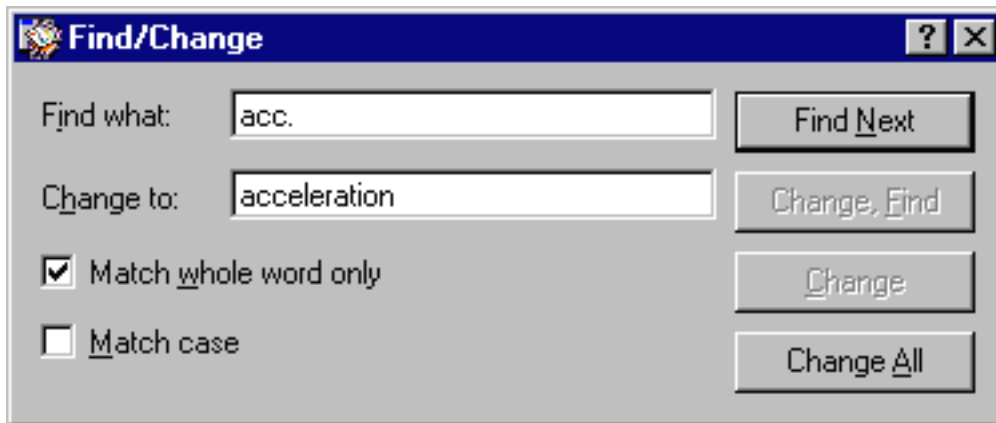 Find/Change
Find what: acc. Find Next
Change to: acceleration Change, Find
Match whole word only Change
Match case Change All